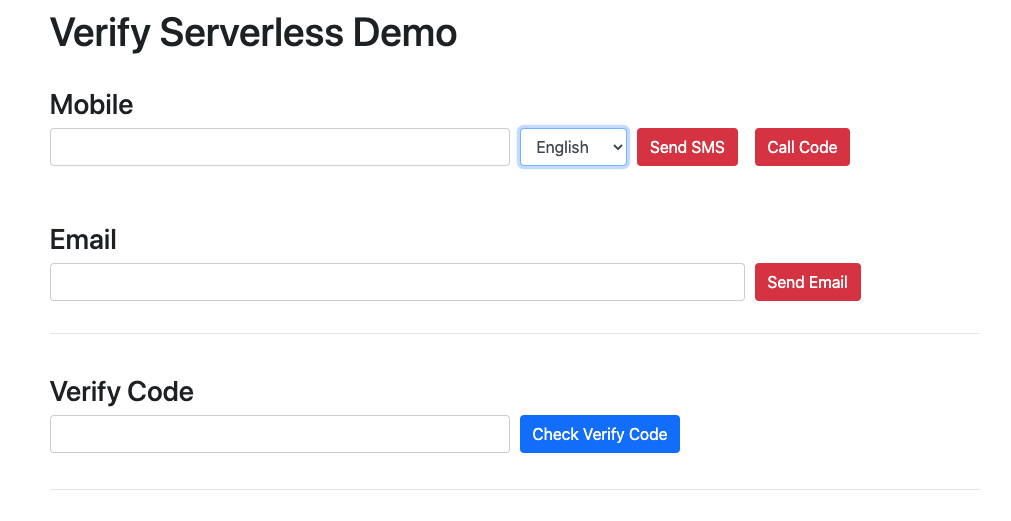 Verify Serverless Demo
Mobile
English Send SMS Call Code
Email
Send Email
Verify Code
Check Verify Code